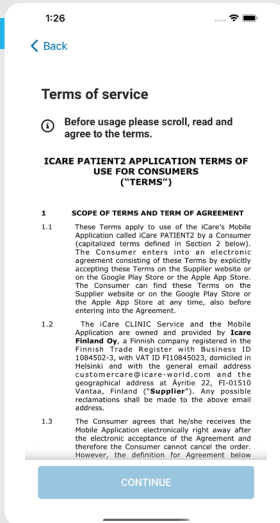 1:26
Back
Terms of service
Before usage please scroll, read and
agree to the terms.
ICARE PATIENT2 APPLICATION TERMS OF
USE FOR CONSUMERS
("TERMS")
1 SCOPE OF TERMS AND TERM OF AGREEMENT
1.1 These Terms apply to use of the iCare's Mobile
Application called iCare PATIENT2 by a Consumer
(capitalized terms defined in Section 2 below).
The Consumer enters into an electronic
agreement consisting of these Terms by explicitly
accepting these Terms on the Supplier website or
on the Google Play Store or the Apple App Store.
The Consumer can find these Terms on the
Supplier website or on the Google Play Store or
the Apple App Store at any time, also before
entering into the Agreement.
1.2 The iCare CLINIC Service and the Mobile
Application are owned and provided by Icare
Finland Oy, a Finnish company registered in the
Finnish Trade Register with Business ID
1084502-3, with VAT ID FI10845023, domiciled in
Helsinki and with the general email address
customercare@icare-world.com and the
geographical address at Äyritie 22, FI-01510
Vantaa, Finland ("Supplier"). Any possible
reclamations shall be made to the above email
address.
1.3 The Consumer agrees that he/she receives the
Mobile Application electronically right away after
the electronic acceptance of the Agreement and
therefore the Consumer cannot cancel the order.
However, the definition for Agreement below
CONTINUE